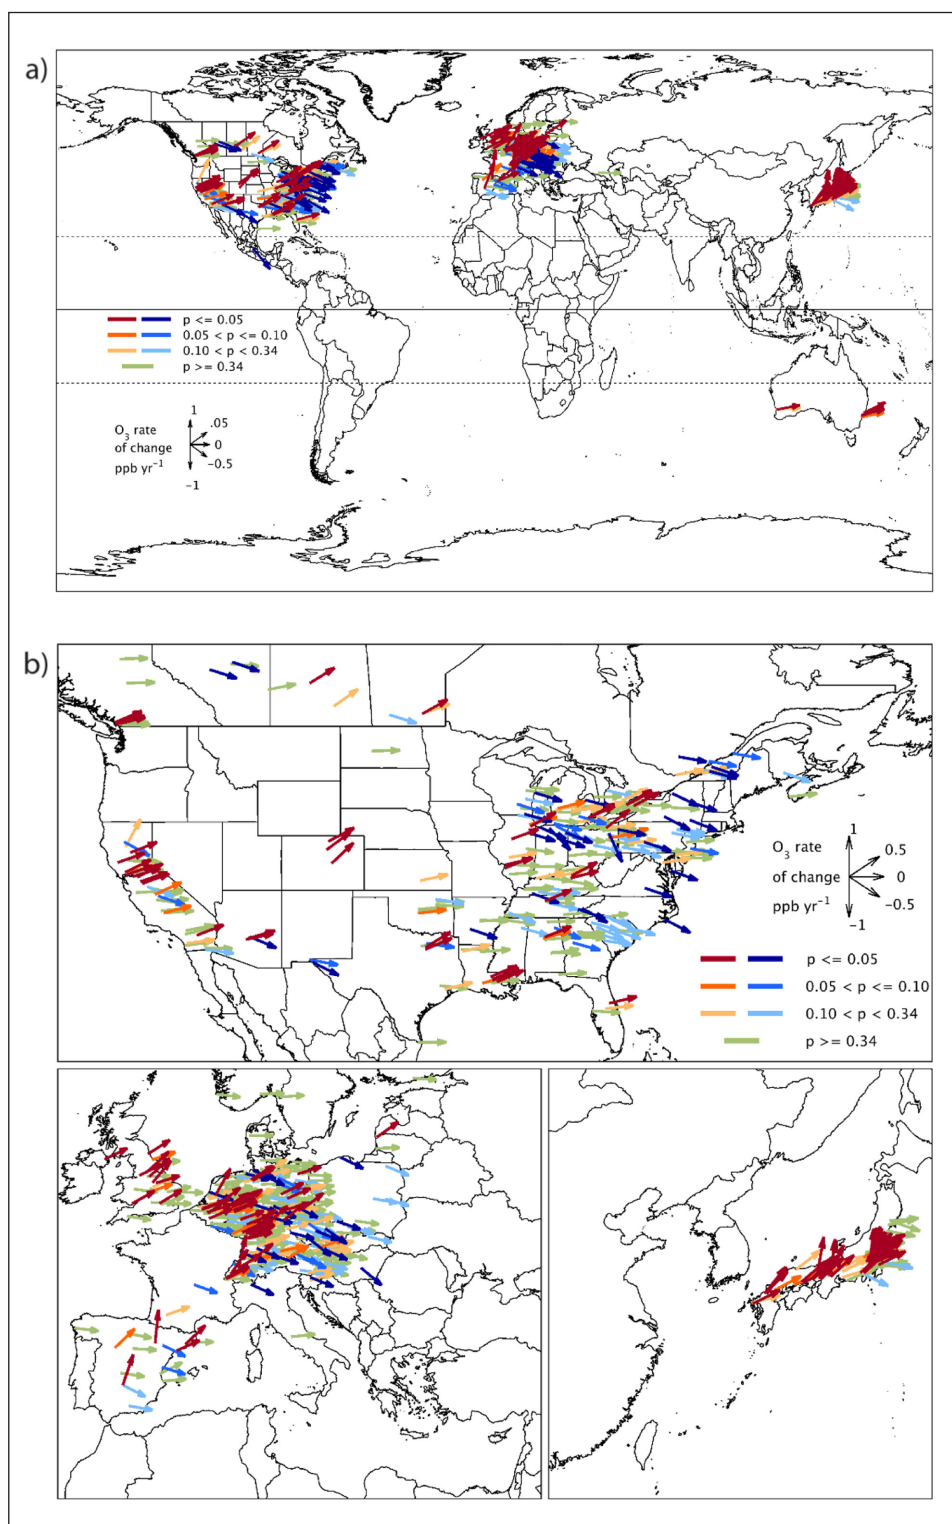 a)
p <= 0.05
0.05 < p <= 0.10
0.10 < p < 0.34
p >= 0.34
1
.05
O3 rate
of change
0
ppb yr−1
−0.5
−1
b)
1
O3 rate
0.5
of change
0
ppb yr−1
−0.5
−1
p <= 0.05
0.05 < p <= 0.10
0.10 < p < 0.34
p >= 0.34